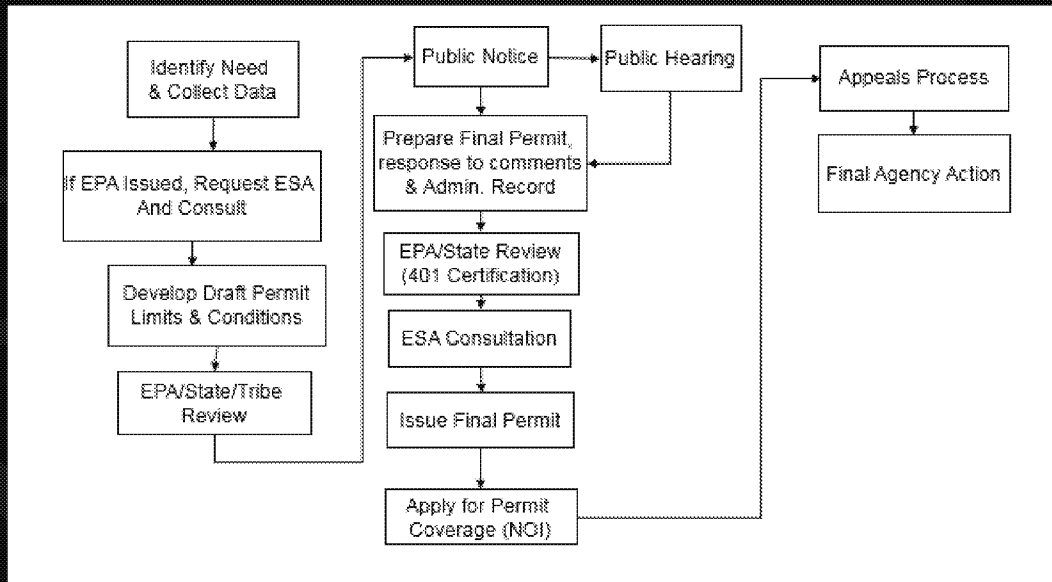 Identify Need
& Collect Data
If EPA Issued, Request ESA
And Consult
Develop Draft Permit
Limits & Conditions
EPA/State/Tribe
Review
Public Notice
Public Hearing
Prepare Final Permit,
response to comments
& Admin. Record
EPA/State Review
(401 Certification)
ESA Consultation
Issue Final Permit
Apply for Permit
Coverage (NOI)
Appeals Process
Final Agency Action